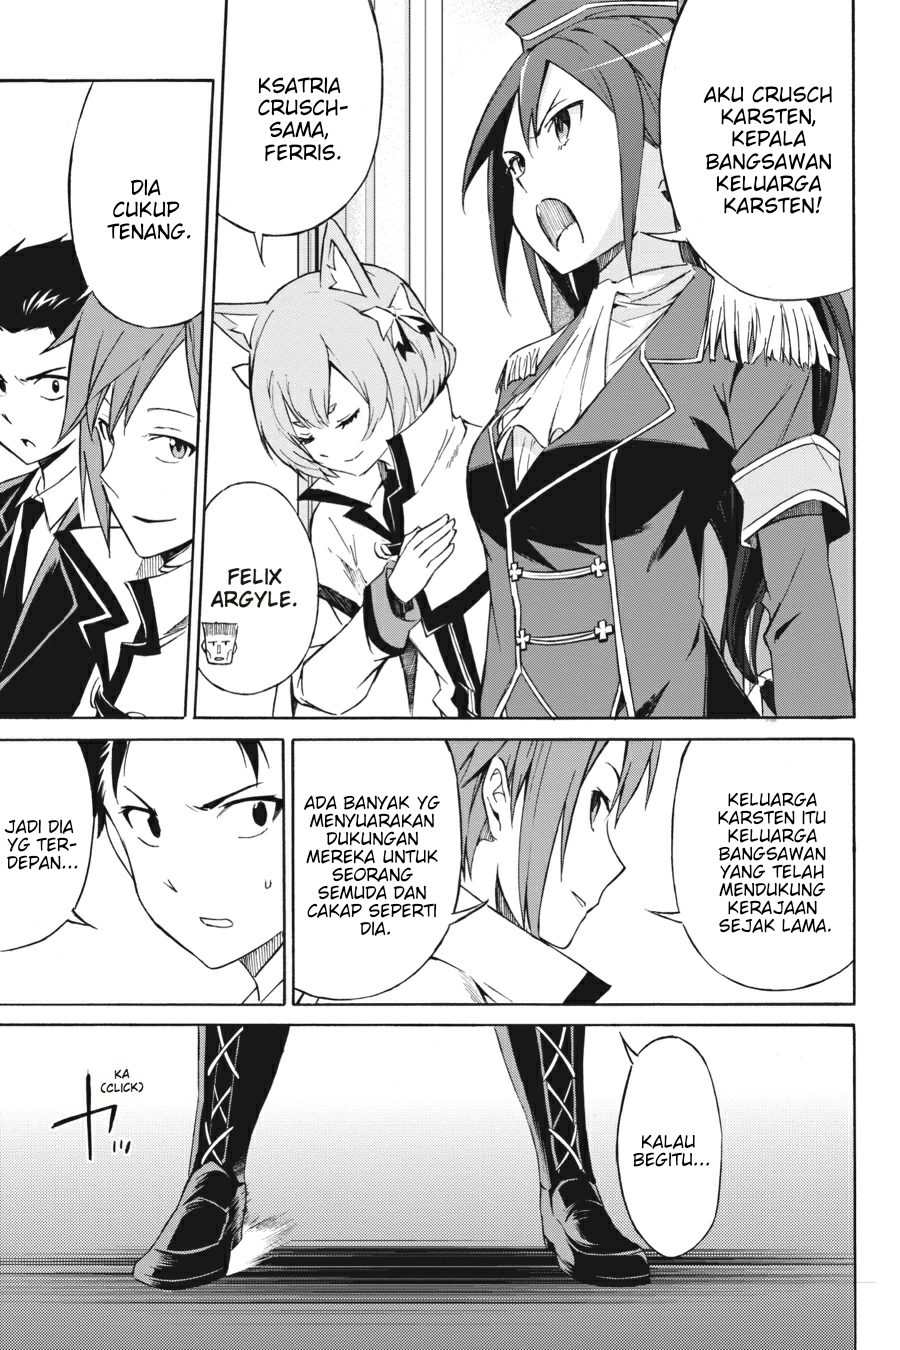 AKU CRUSCH
KARSTEN,
KEPALA
BANGSAWAN
KELUARGA
KARSTEN!
KSATRIA
CRUSCH-
SAMA,
FERRIS.
FELIX
ARGYLE.
DIA
CUKUP
TENANG.
KELUARGA
KARSTEN ITU
KELUARGA
BANGSAWAN
YANG TELAH
MENDUKUNG
KERAJAAN
SEJAK LAMA.
ADA BANYAK YG
MENYUARAKAN
DUKUNGAN
MEREKA UNTUK
SEORANG
SEMUDA DAN
CAKAP SEPERTI
DIA.
JADI DIA
YG TER-
DEPAN...
KALAU
BEGITU...
KA
(CLICK)
カッ